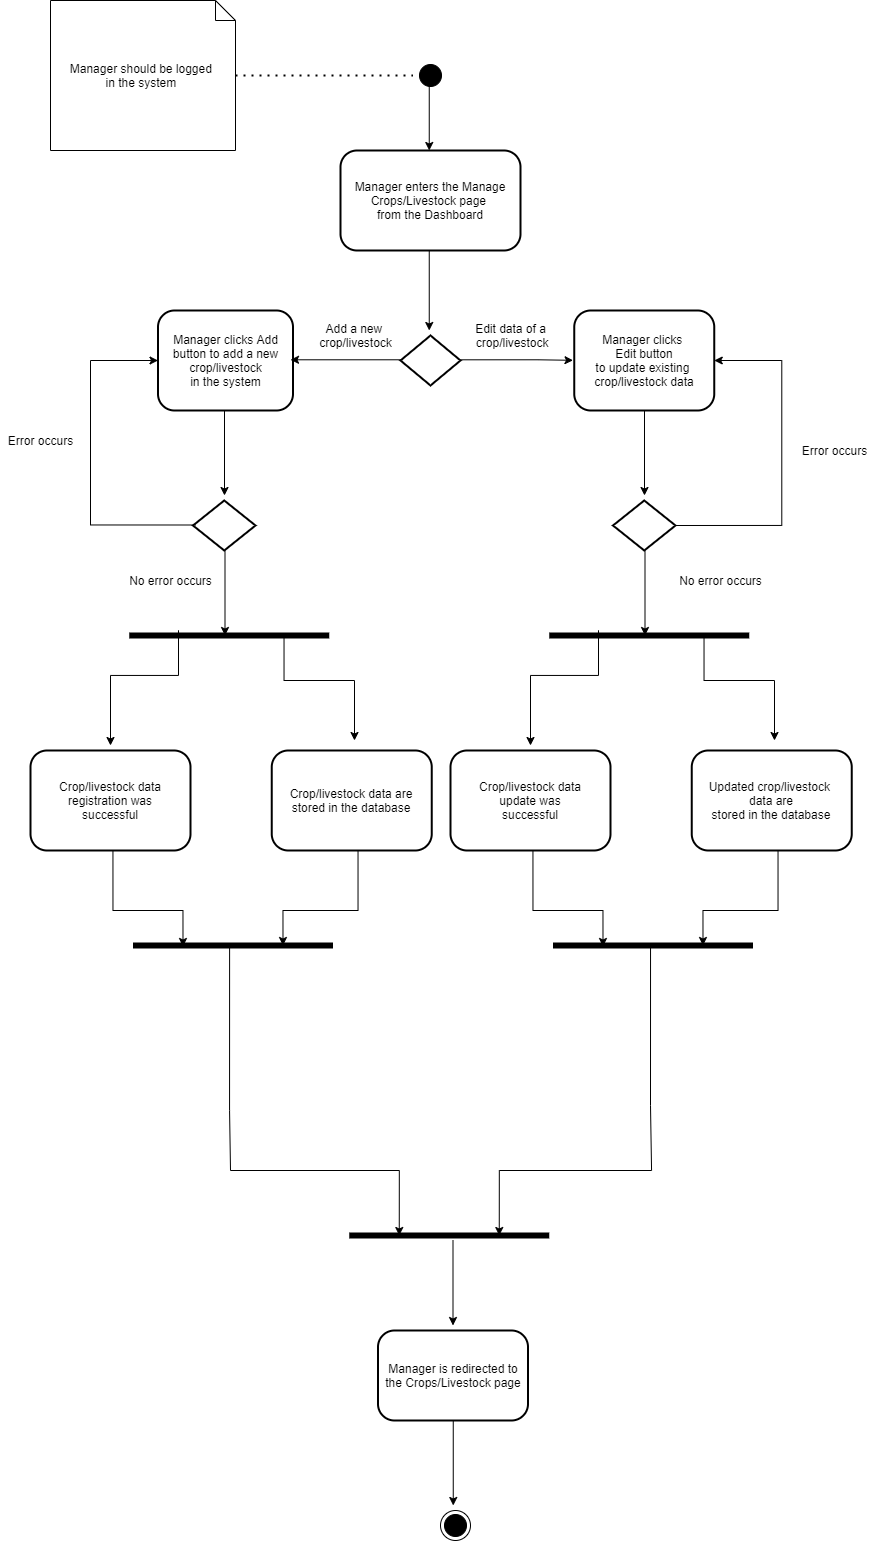 Manager should be logged
in the system
Manager enters the Manage
Crops/Livestock page
from the Dashboard
Add a new
crop/livestock
Edit data of a
crop/livestock
Manager clicks Add
button to add a new
crop/livestock
in the system
Manager clicks
Edit button
to update existing
crop/livestock data
Error occurs
Error occurs
No error occurs
No error occurs
Crop/livestock data
registration was
successful
Crop/livestock data are
stored in the database
Crop/livestock data
update was
successful
Updated crop/livestock
data are
stored in the database
Manager is redirected to
the Crops/Livestock page